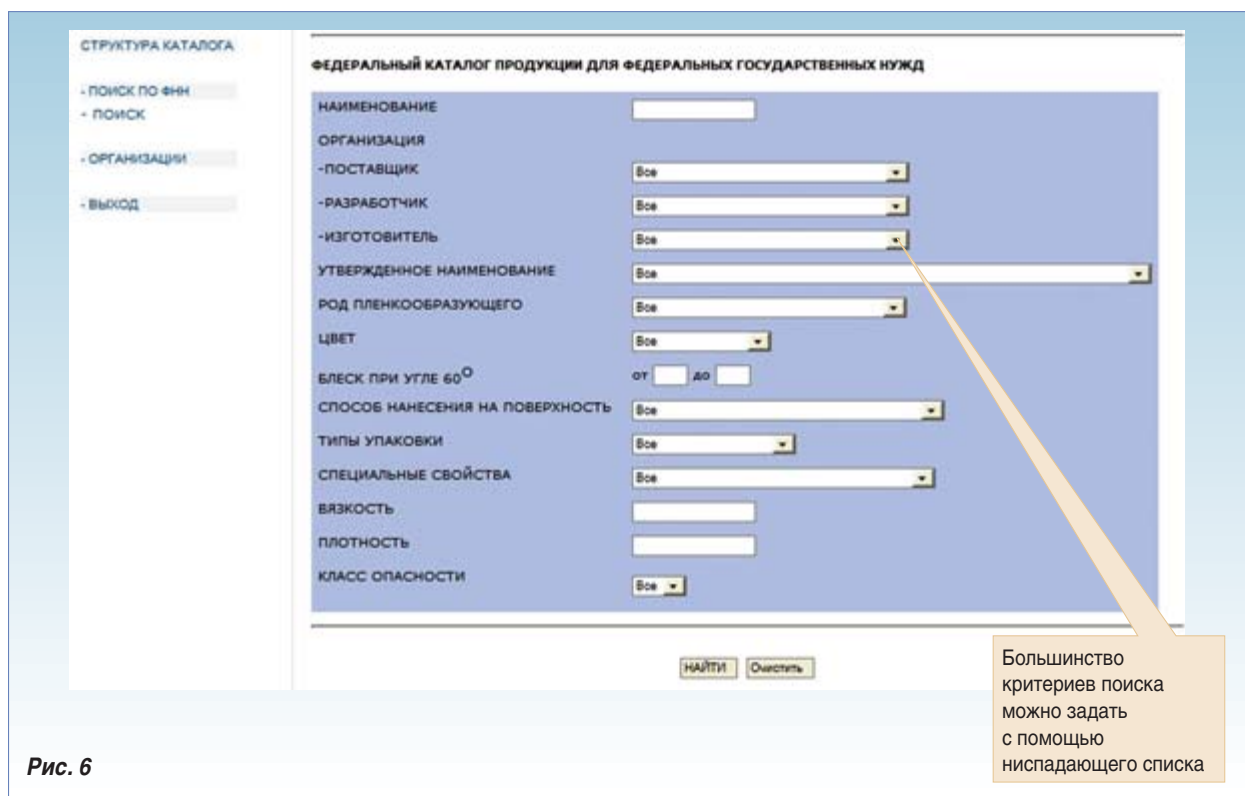 СТРУКТУРА КАТАЛОГА
- ПОИСК ПО ФНН
- ПОИСК
- ОРГАНИЗАЦИИ
- ВЫХОД
ФЕДЕРАЛЬНЫЙ КАТАЛОГ ПРОДУКЦИИ ДЛЯ ФЕДЕРАЛЬНЫХ ГОСУДАРСТВЕННЫХ НУЖД
НАИМЕНОВАНИЕ
ОРГАНИЗАЦИЯ
-ПОСТАВЩИК Все
-РАЗРАБОТЧИК Все
-ИЗГОТОВИТЕЛЬ Все
УТВЕРЖДЕННОЕ НАИМЕНОВАНИЕ Все
РОД ПЛЕНКООБРАЗУЮЩЕГО Все
ЦВЕТ Все
БЛЕСК ПРИ УГЛЕ 60О от до
СПОСОБ НАНЕСЕНИЯ НА ПОВЕРХНОСТЬ Все
ТИПЫ УПАКОВКИ Все
СПЕЦИАЛЬНЫЕ СВОЙСТВА Все
ВЯЗКОСТЬ
ПЛОТНОСТЬ
КЛАСС ОПАСНОСТИ Все
НАЙТИ Очистить
Большинство
критериев поиска
можно задать
с помощью
ниспадающего списка
Рис. 6